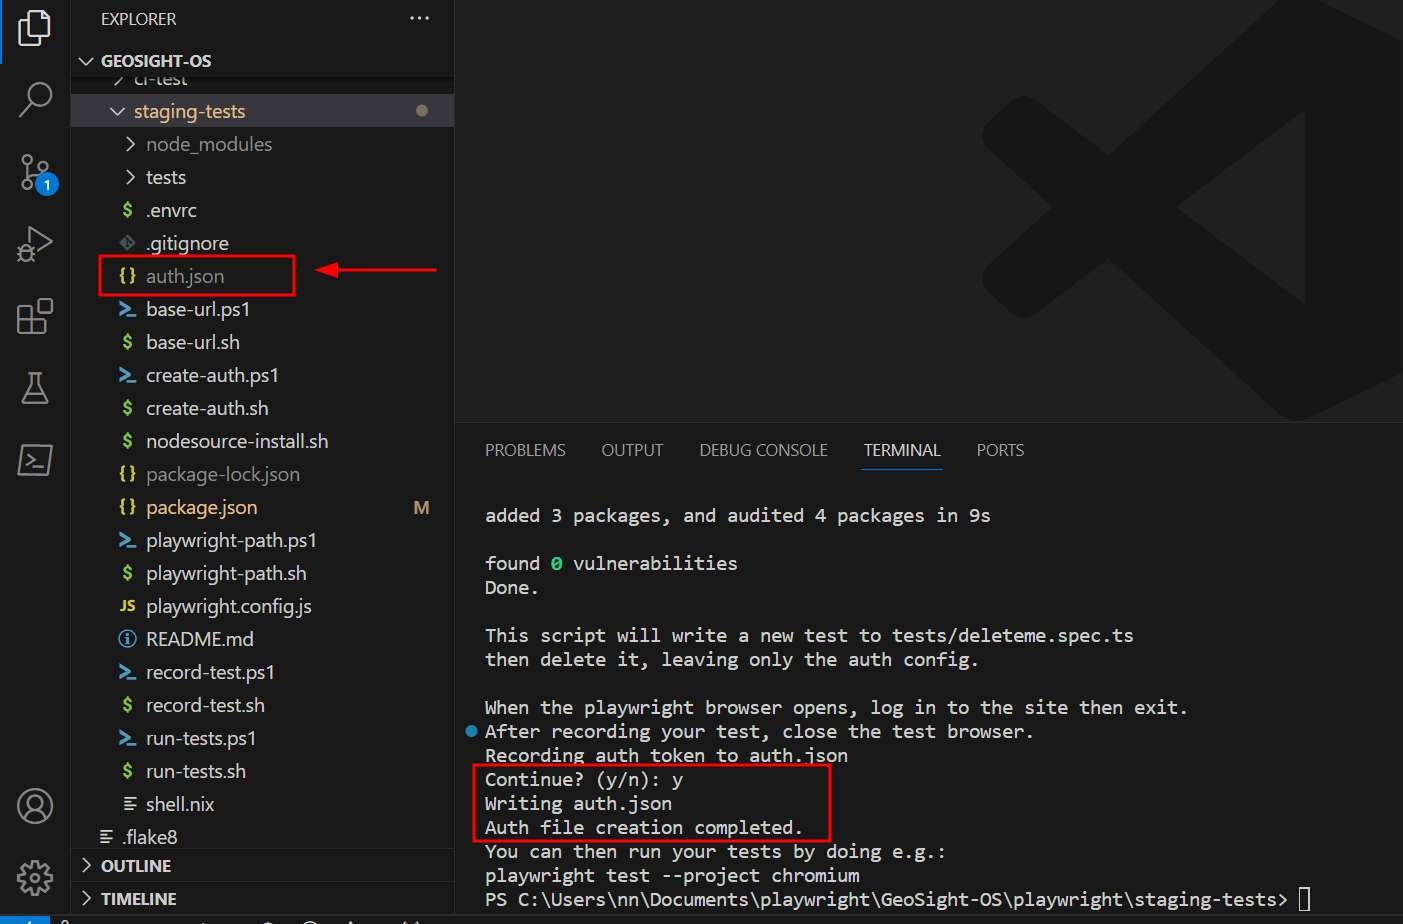 EXPLORER
GEOSIGHT-OS
ci-test
staging-tests
node_modules
tests
.envrc
.gitignore
auth.json
base-url.ps1
base-url.sh
create-auth.ps1
create-auth.sh
nodesource-install.sh
package-lock.json
package.json M
playwright-path.ps1
playwright-path.sh
playwright.config.js
README.md
record-test.ps1
record-test.sh
run-tests.ps1
run-tests.sh
shell.nix
.flake8
OUTLINE
TIMELINE
1
PROBLEMS OUTPUT DEBUG CONSOLE TERMINAL PORTS
added 3 packages, and audited 4 packages in 9s
found 0 vulnerabilities
Done.
This script will write a new test to tests/deleteme.spec.ts
then delete it, leaving only the auth config.
When the playwright browser opens, log in to the site then exit.
After recording your test, close the test browser.
Recording auth token to auth.json
Continue? (y/n): y
Writing auth.json
Auth file creation completed.
You can then run your tests by doing e.g.:
playwright test --project chromium
PS C:\Users\nn\Documents\playwright\GeoSight-OS\playwright\staging-tests>